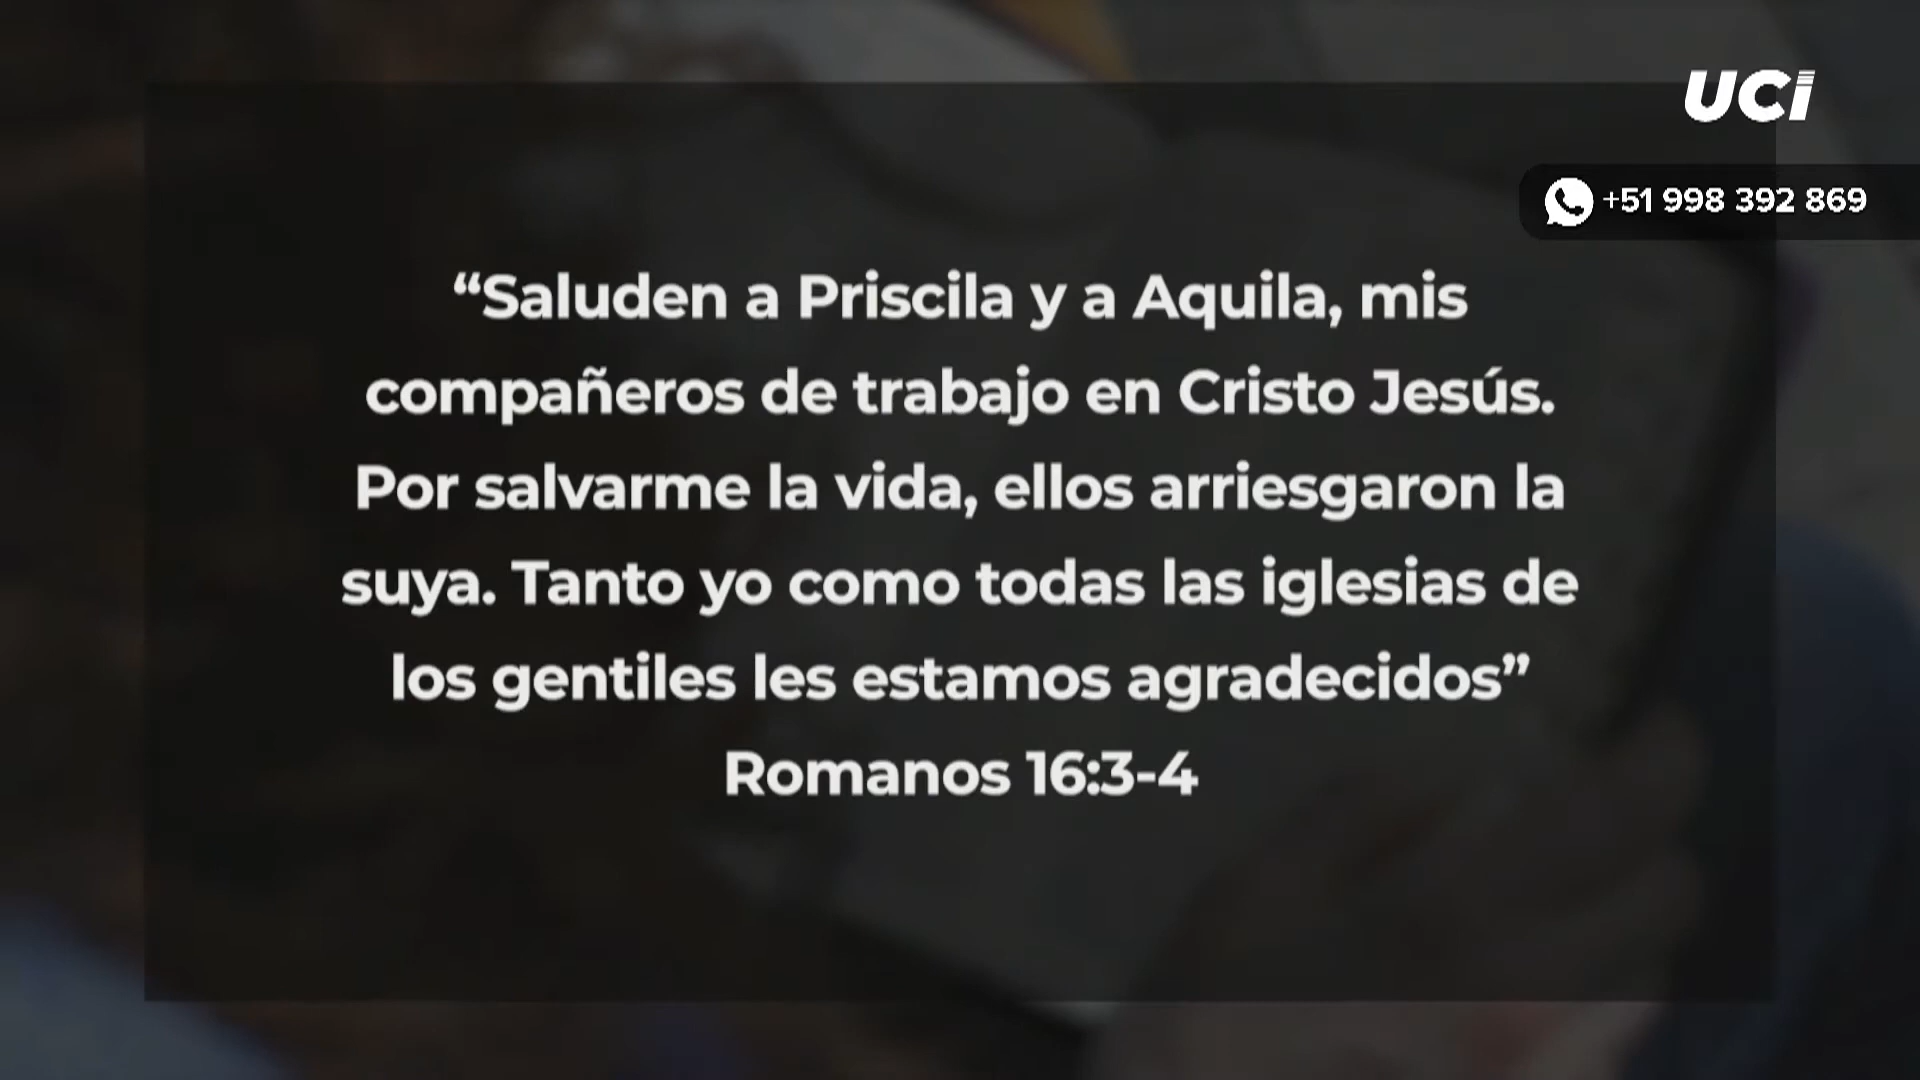 UCI
+51 998 392 869
“Saluden a Priscila y a Aquila, mis
compañeros de trabajo en Cristo Jesús.
Por salvarme la vida, ellos arriesgaron la
suya. Tanto yo como todas las iglesias de
los gentiles les estamos agradecidos”
Romanos 16:3-4